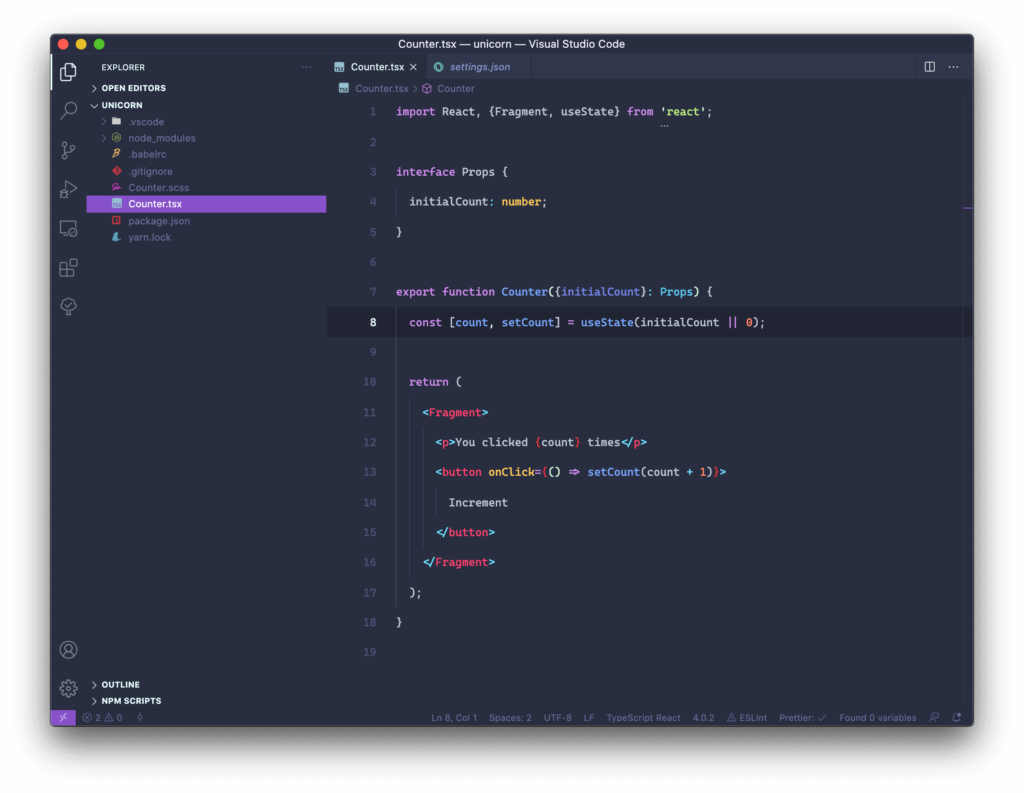 Counter.tsx — unicorn — Visual Studio Code
EXPLORER
OPEN EDITORS
UNICORN
.vscode
node_modules
.babelrc
.gitignore
Counter.scss
Counter.tsx
package.json
yarn.lock
OUTLINE
NPM SCRIPTS
Counter.tsx settings.json
Counter.tsx > Counter
1 import React, {Fragment, useState} from 'react';
2
3 interface Props {
4 initialCount: number;
5 }
6
7 export function Counter({initialCount}: Props) {
8 const [count, setCount] = useState(initialCount || 0);
9
10 return (
11 <Fragment>
12 <p>You clicked {count} times</p>
13 <button onClick={() => setCount(count + 1)}>
14 Increment
15 </button>
16 </Fragment>
17 );
18 }
19
2 0 Ln 8, Col 1 Spaces: 2 UTF-8 LF TypeScript React 4.0.2 ESLint Prettier: ✓ Found 0 variables